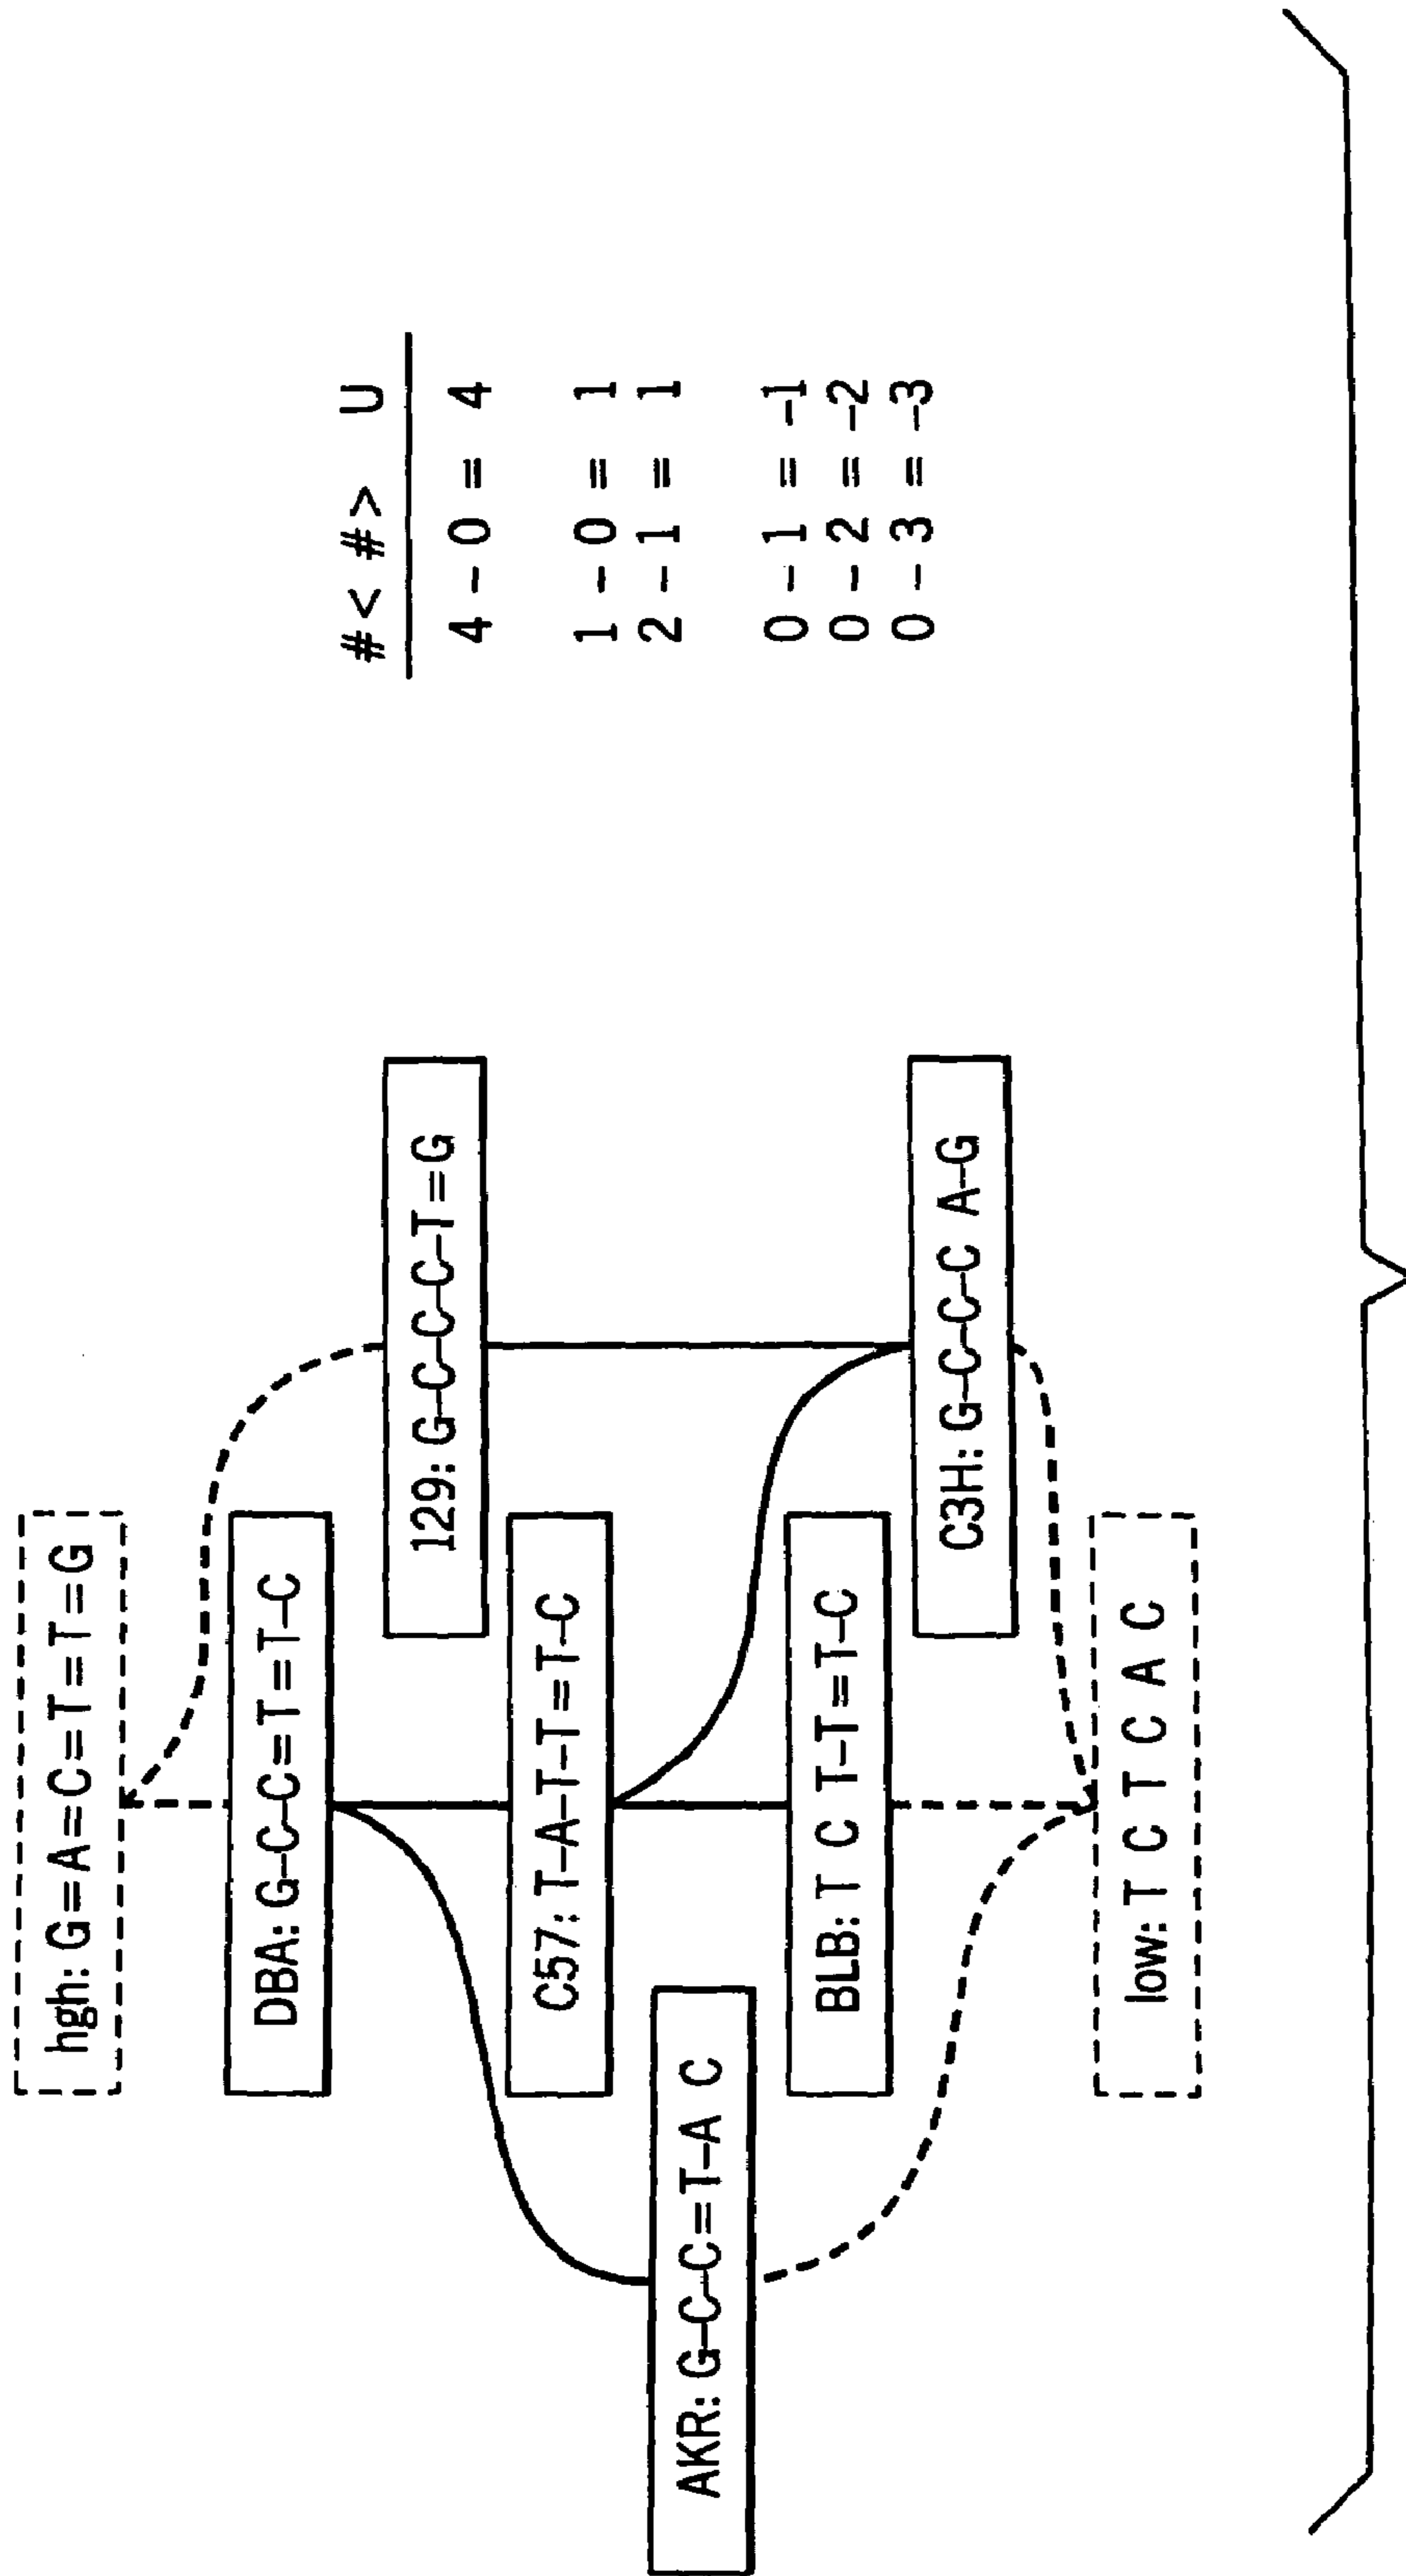 hgh: G=A=C=T=T=G
# < # > U
DBA: G-C-C=T=T-C
4 - 0 = 4
129: G-C-C-C-T=G
1 - 0 = 1
C57: T-A-T-T=T-C
2 - 1 = 1
AKR: G-C-C=T-A C
0 - 1 = -1
BLB: T C T-T=T-C
0 - 2 = -2
C3H: G-C-C-C A-G
0 - 3 = -3
low: T C T C A C